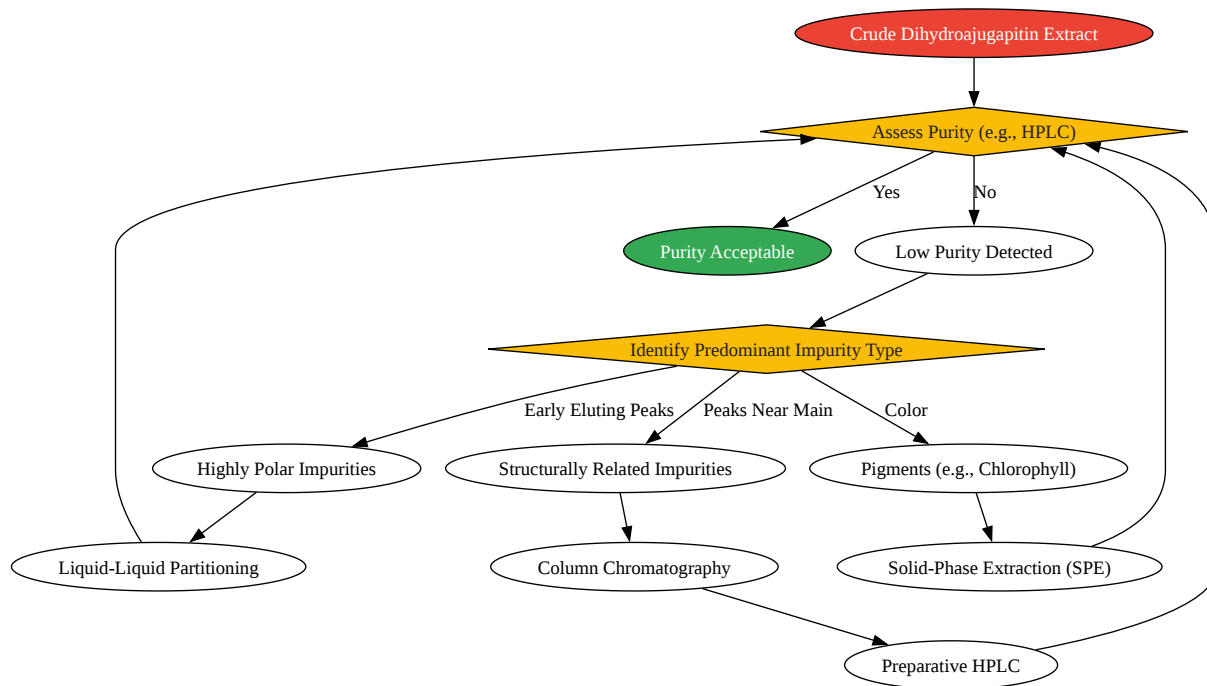 Crude Dihydroajugapitin Extract
Assess Purity (e.g., HPLC)
Yes
No
Purity Acceptable
Low Purity Detected
Identify Predominant Impurity Type
Early Eluting Peaks
Peaks Near Main
Color
Highly Polar Impurities
Structurally Related Impurities
Pigments (e.g., Chlorophyll)
Liquid-Liquid Partitioning
Column Chromatography
Solid-Phase Extraction (SPE)
Preparative HPLC